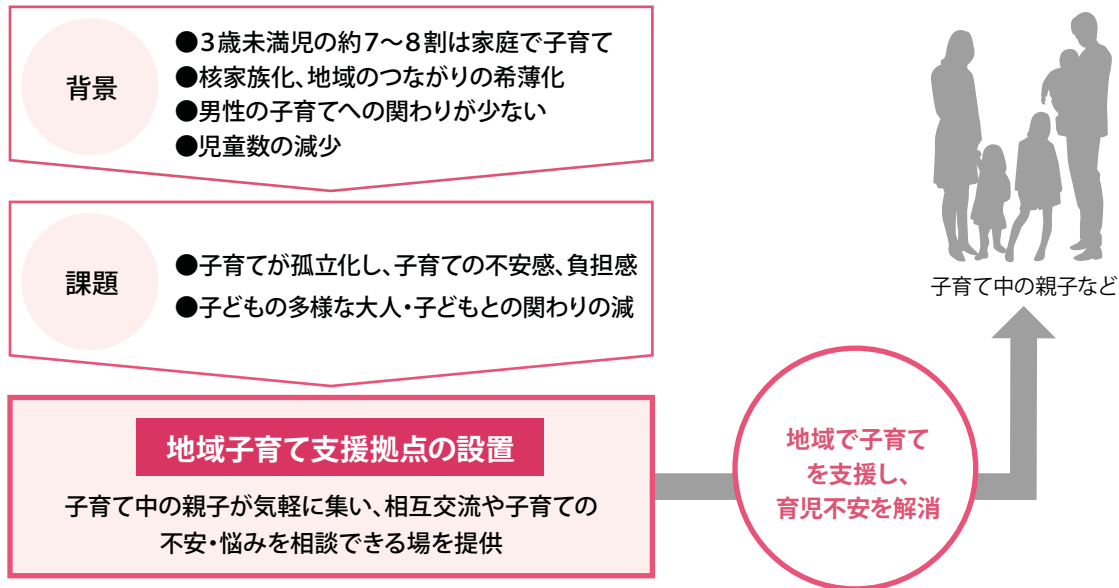 背景
●3歳未満児の約7～8割は家庭で子育て
●核家族化、地域のつながりの希薄化
●男性の子育てへの関わりが少ない
●児童数の減少
課題
●子育てが孤立化し、子育ての不安感、負担感
●子どもの多様な大人・子どもとの関わりの減
地域子育て支援拠点の設置
子育て中の親子が気軽に集い、相互交流や子育ての
不安・悩みを相談できる場を提供
地域で子育て
を支援し、
育児不安を解消
子育て中の親子など